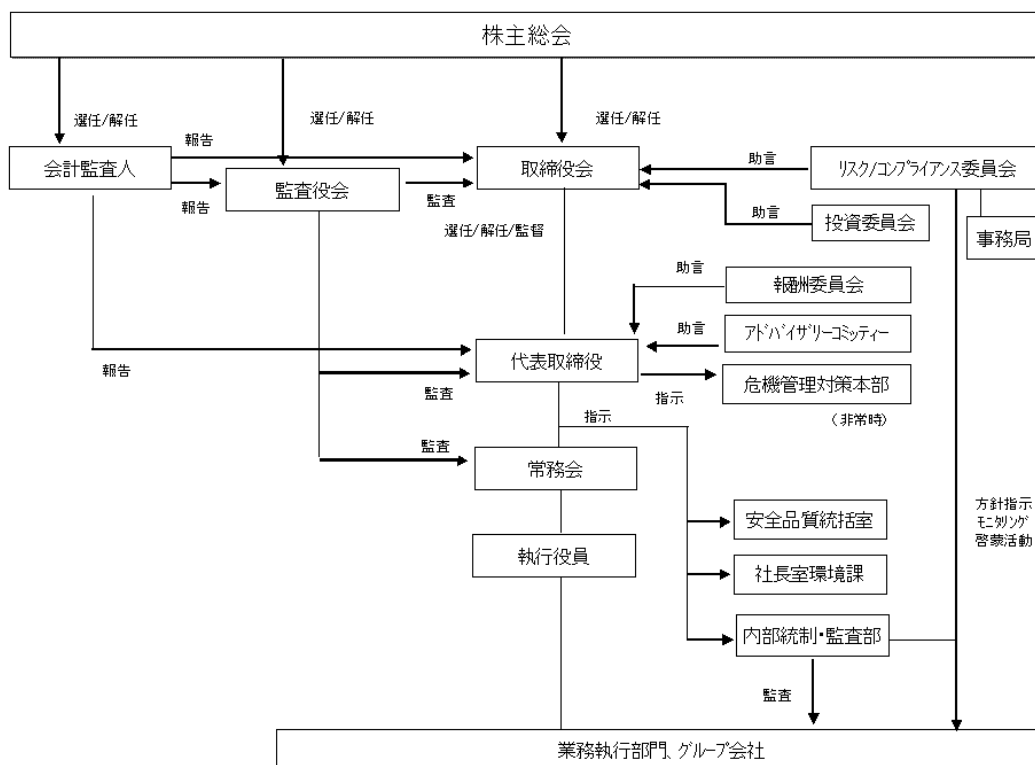 株主総会
選任/解任
選任/解任
選任/解任
会計監査人
報告
報告
監査役会
監査
取締役会
助言
リスク/コンプライアンス委員会
助言
投資委員会
事務局
選任/解任/監督
助言
報酬委員会
助言
アドバイザリーコミッティー
報告
監査
代表取締役
指示
危機管理対策本部
(非常時)
指示
監査
常務会
安全品質統括室
方針指示
モニタリング
啓蒙活動
執行役員
社長室環境課
内部統制・監査部
監査
業務執行部門、グループ会社